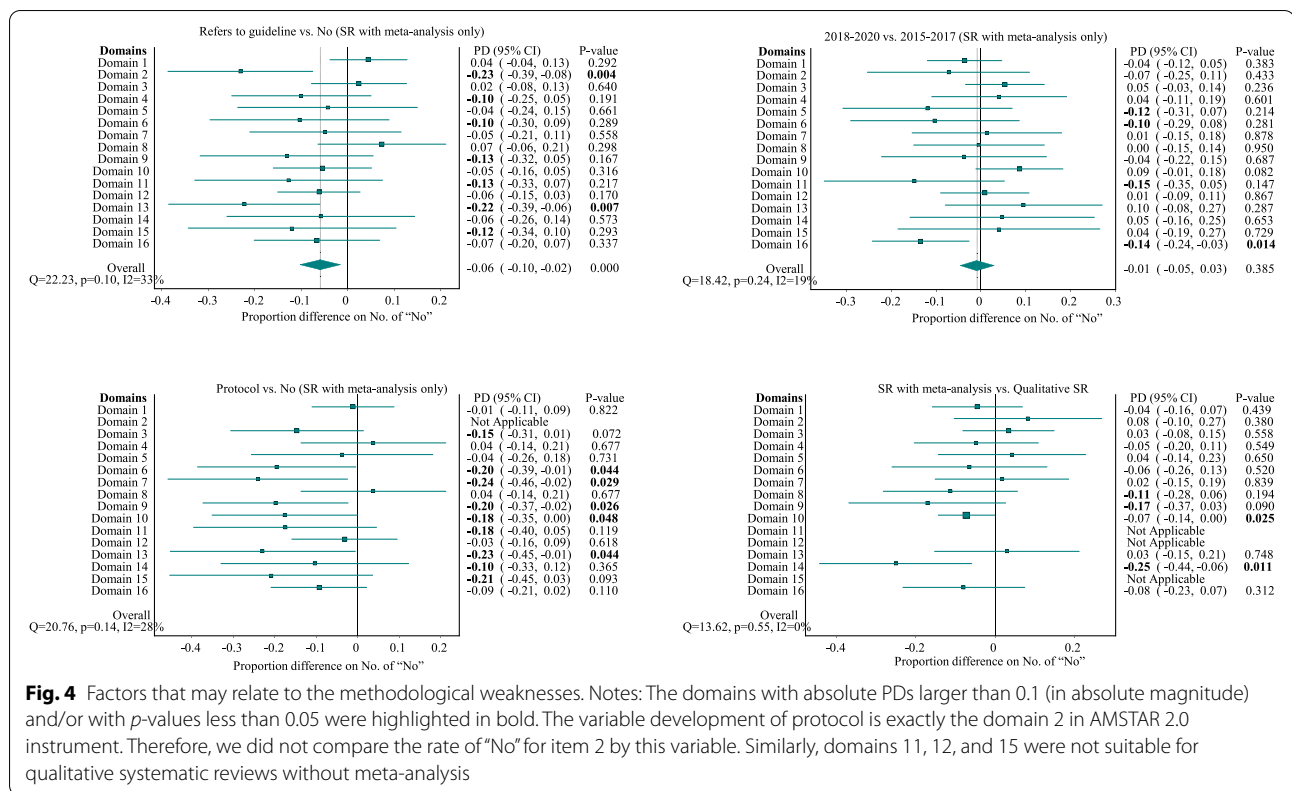 Refers to guideline vs. No (SR with meta-analysis only)
Domains PD (95% CI) P-value
Domain 1 0.04 ( -0.04, 0.13) 0.292
Domain 2 -0.23 ( -0.39, -0.08) 0.004
Domain 3 0.02 ( -0.08, 0.13) 0.640
Domain 4 -0.10 ( -0.25, 0.05) 0.191
Domain 5 -0.04 ( -0.24, 0.15) 0.661
Domain 6 -0.10 ( -0.30, 0.09) 0.289
Domain 7 -0.05 ( -0.21, 0.11) 0.558
Domain 8 0.07 ( -0.06, 0.21) 0.298
Domain 9 -0.13 ( -0.32, 0.05) 0.167
Domain 10 -0.05 ( -0.16, 0.05) 0.316
Domain 11 -0.13 ( -0.33, 0.07) 0.217
Domain 12 -0.06 ( -0.15, 0.03) 0.170
Domain 13 -0.22 ( -0.39, -0.06) 0.007
Domain 14 -0.06 ( -0.26, 0.14) 0.573
Domain 15 -0.12 ( -0.34, 0.10) 0.293
Domain 16 -0.07 ( -0.20, 0.07) 0.337
Overall -0.06 ( -0.10, -0.02) 0.000
Q=22.23, p=0.10, I2=33%
-0.4 -0.3 -0.2 -0.1 0 0.1 0.2
Proportion difference on No. of “No”
2018-2020 vs. 2015-2017 (SR with meta-analysis only)
Domains PD (95% CI) P-value
Domain 1 -0.04 ( -0.12, 0.05) 0.383
Domain 2 -0.07 ( -0.25, 0.11) 0.433
Domain 3 0.05 ( -0.03, 0.14) 0.236
Domain 4 0.04 ( -0.11, 0.19) 0.601
Domain 5 -0.12 ( -0.31, 0.07) 0.214
Domain 6 -0.10 ( -0.29, 0.08) 0.281
Domain 7 0.01 ( -0.15, 0.18) 0.878
Domain 8 0.00 ( -0.15, 0.14) 0.950
Domain 9 -0.04 ( -0.22, 0.15) 0.687
Domain 10 0.09 ( -0.01, 0.18) 0.082
Domain 11 -0.15 ( -0.35, 0.05) 0.147
Domain 12 0.01 ( -0.09, 0.11) 0.867
Domain 13 0.10 ( -0.08, 0.27) 0.287
Domain 14 0.05 ( -0.16, 0.25) 0.653
Domain 15 0.04 ( -0.19, 0.27) 0.729
Domain 16 -0.14 ( -0.24, -0.03) 0.014
Overall -0.01 ( -0.05, 0.03) 0.385
Q=18.42, p=0.24, I2=19%
-0.3 -0.2 -0.1 0 0.1 0.2 0.3
Proportion difference on No. of “No”
Protocol vs. No (SR with meta-analysis only)
Domains PD (95% CI) P-value
Domain 1 -0.01 ( -0.11, 0.09) 0.822
Domain 2 Not Applicable
Domain 3 -0.15 ( -0.31, 0.01) 0.072
Domain 4 0.04 ( -0.14, 0.21) 0.677
Domain 5 -0.04 ( -0.26, 0.18) 0.731
Domain 6 -0.20 ( -0.39, -0.01) 0.044
Domain 7 -0.24 ( -0.46, -0.02) 0.029
Domain 8 0.04 ( -0.14, 0.21) 0.677
Domain 9 -0.20 ( -0.37, -0.02) 0.026
Domain 10 -0.18 ( -0.35, 0.00) 0.048
Domain 11 -0.18 ( -0.40, 0.05) 0.119
Domain 12 -0.03 ( -0.16, 0.09) 0.618
Domain 13 -0.23 ( -0.45, -0.01) 0.044
Domain 14 -0.10 ( -0.33, 0.12) 0.365
Domain 15 -0.21 ( -0.45, 0.03) 0.093
Domain 16 -0.09 ( -0.21, 0.02) 0.110
Overall
Q=20.76, p=0.14, I2=28%
-0.4 -0.3 -0.2 -0.1 0 0.1 0.2
Proportion difference on No. of “No”
SR with meta-analysis vs. Qualitative SR
Domains PD (95% CI) P-value
Domain 1 -0.04 ( -0.16, 0.07) 0.439
Domain 2 0.08 ( -0.10, 0.27) 0.380
Domain 3 0.03 ( -0.08, 0.15) 0.558
Domain 4 -0.05 ( -0.20, 0.11) 0.549
Domain 5 0.04 ( -0.14, 0.23) 0.650
Domain 6 -0.06 ( -0.26, 0.13) 0.520
Domain 7 0.02 ( -0.15, 0.19) 0.839
Domain 8 -0.11 ( -0.28, 0.06) 0.194
Domain 9 -0.17 ( -0.37, 0.03) 0.090
Domain 10 -0.07 ( -0.14, 0.00) 0.025
Domain 11 Not Applicable
Domain 12 Not Applicable
Domain 13 0.03 ( -0.15, 0.21) 0.748
Domain 14 -0.25 ( -0.44, -0.06) 0.011
Domain 15 Not Applicable
Domain 16 -0.08 ( -0.23, 0.07) 0.312
Overall
Q=13.62, p=0.55, I2=0%
-0.4 -0.2 0 0.2
Proportion difference on No. of “No”
Fig. 4 Factors that may relate to the methodological weaknesses. Notes: The domains with absolute PDs larger than 0.1 (in absolute magnitude)
and/or with p-values less than 0.05 were highlighted in bold. The variable development of protocol is exactly the domain 2 in AMSTAR 2.0
instrument. Therefore, we did not compare the rate of “No” for item 2 by this variable. Similarly, domains 11, 12, and 15 were not suitable for
qualitative systematic reviews without meta-analysis